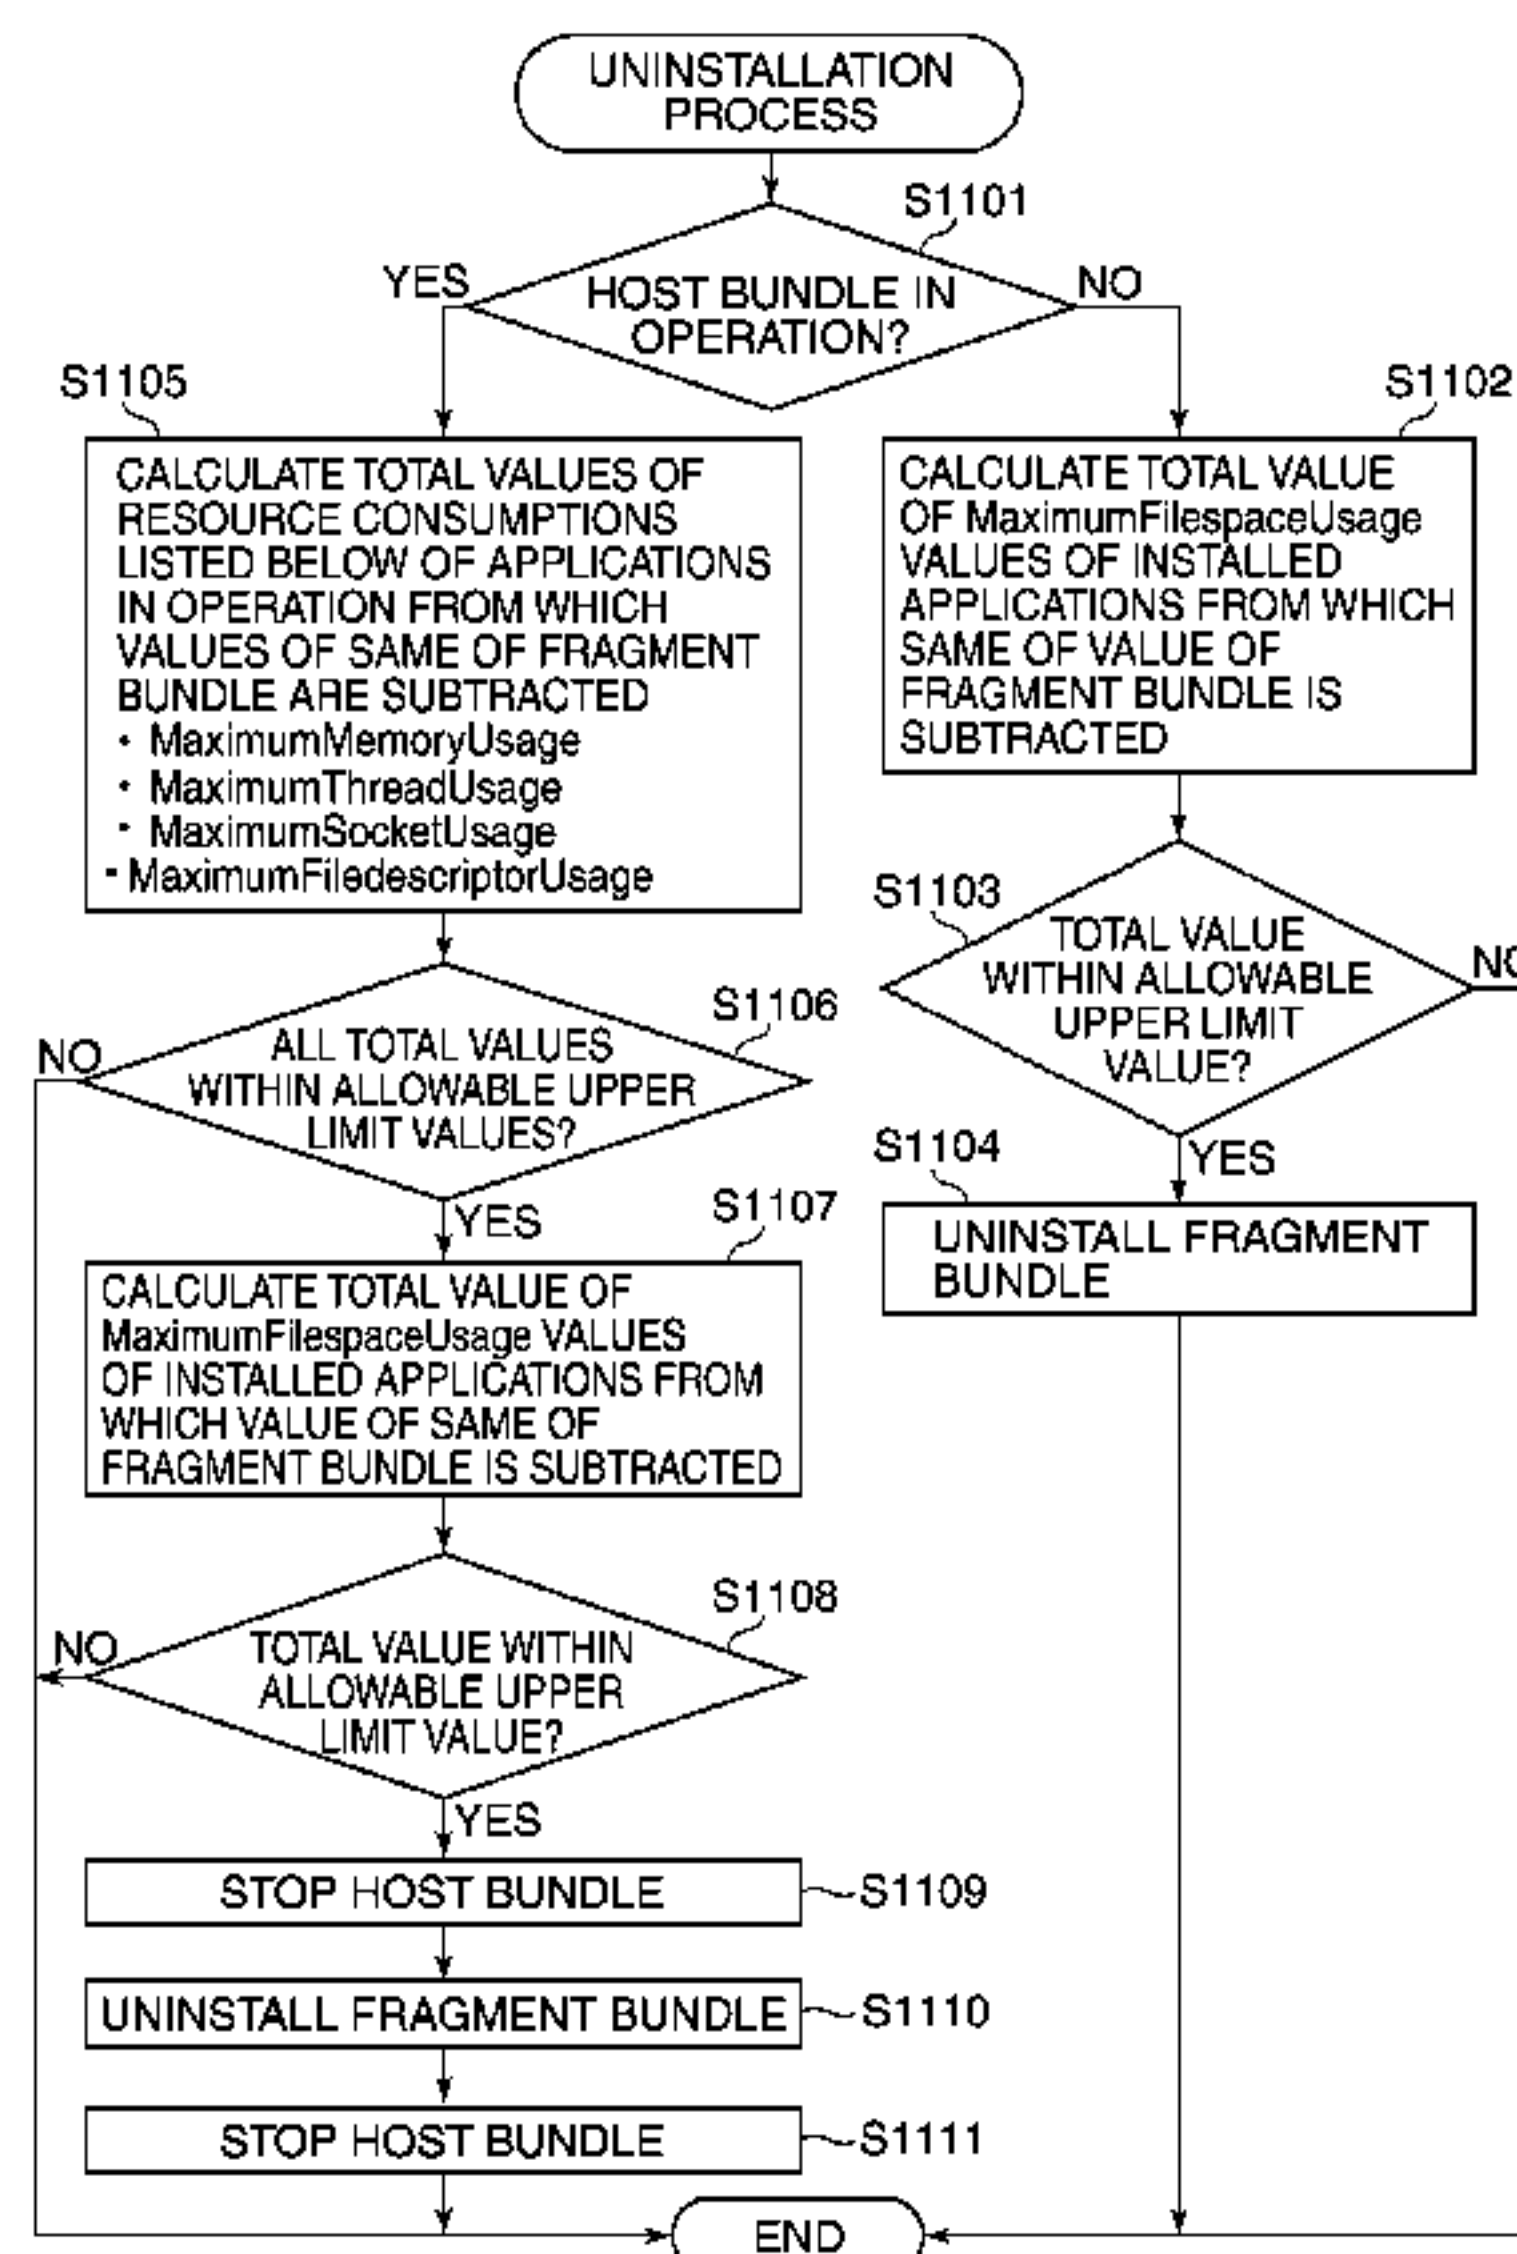 UNINSTALLATION
PROCESS
S1101
YES
NO
HOST BUNDLE IN
OPERATION?
S1105
S1102
CALCULATE TOTAL VALUES OF
RESOURCE CONSUMPTIONS
LISTED BELOW OF APPLICATIONS
IN OPERATION FROM WHICH
VALUES OF SAME OF FRAGMENT
BUNDLE ARE SUBTRACTED
• MaximumMemoryUsage
• MaximumThreadUsage
• MaximumSocketUsage
• MaximumFiledescriptorUsage
CALCULATE TOTAL VALUE
OF MaximumFilespaceUsage
VALUES OF INSTALLED
APPLICATIONS FROM WHICH
SAME OF VALUE OF
FRAGMENT BUNDLE IS
SUBTRACTED
S1103
TOTAL VALUE
WITHIN ALLOWABLE
UPPER LIMIT
VALUE?
NO
YES
S1106
NO
ALL TOTAL VALUES
WITHIN ALLOWABLE UPPER
LIMIT VALUES?
YES
S1104
UNINSTALL FRAGMENT
BUNDLE
S1107
CALCULATE TOTAL VALUE OF
MaximumFilespaceUsage VALUES
OF INSTALLED APPLICATIONS FROM
WHICH VALUE OF SAME OF
FRAGMENT BUNDLE IS SUBTRACTED
S1108
NO
TOTAL VALUE WITHIN
ALLOWABLE UPPER
LIMIT VALUE?
YES
STOP HOST BUNDLE
S1109
UNINSTALL FRAGMENT BUNDLE
S1110
STOP HOST BUNDLE
S1111
END